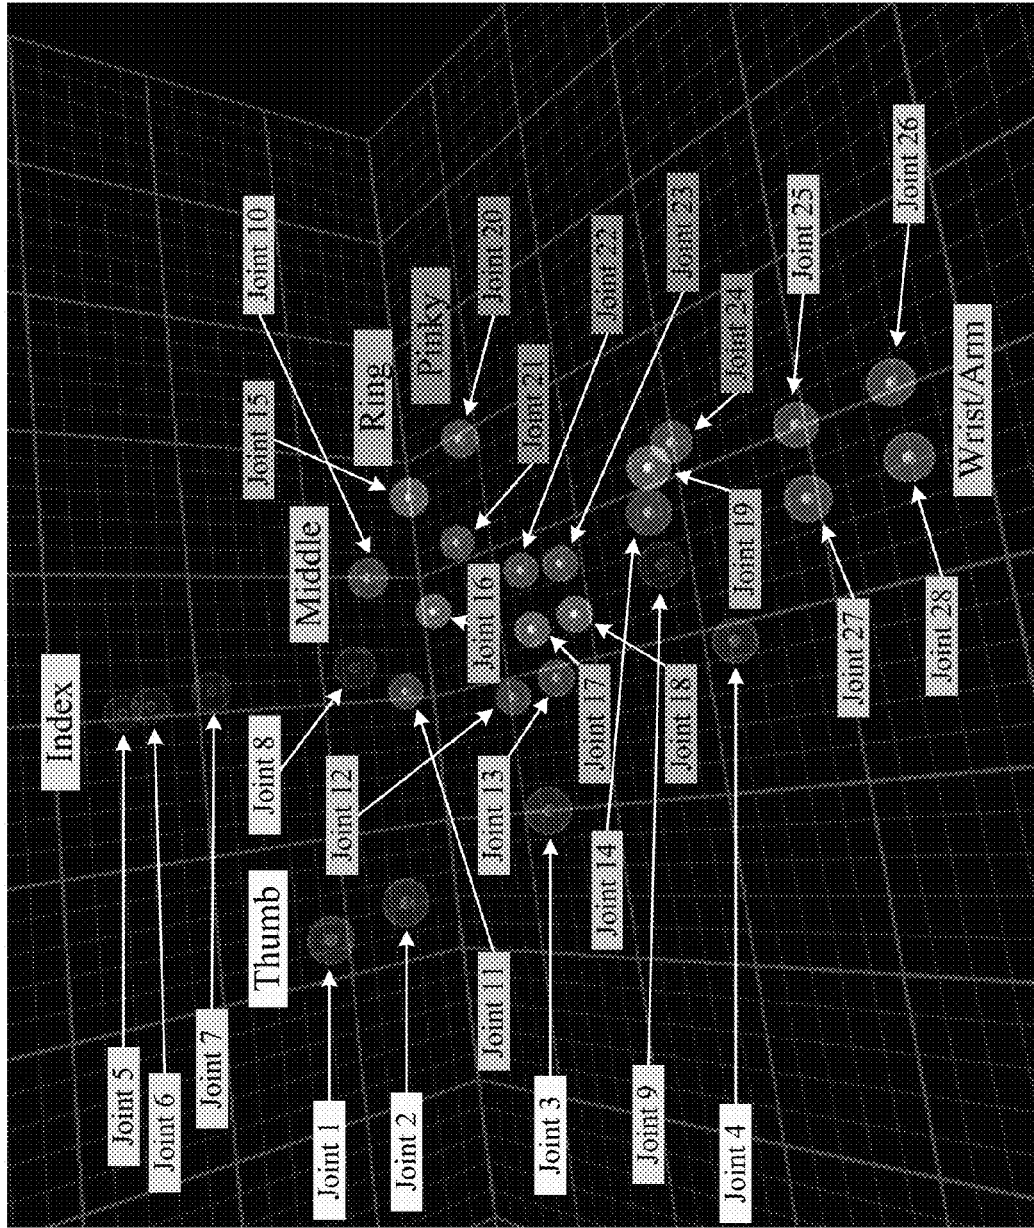 Joint 5
Joint 6
Joint 7
Joint 1
Joint 2
Joint 11
Joint 3
Joint 9
Joint 4
Thumb
Index
Joint 8
Joint 12
Joint 13
Joint 14
Middle
Joint 16
Joint 17
Joint 18
Joint 15
Joint 10
Ring
Pinky
Joint 20
Joint 21
Joint 22
Joint 23
Joint 24
Joint 19
Joint 25
Joint 26
Joint 27
Joint 28
Wrist/Arm